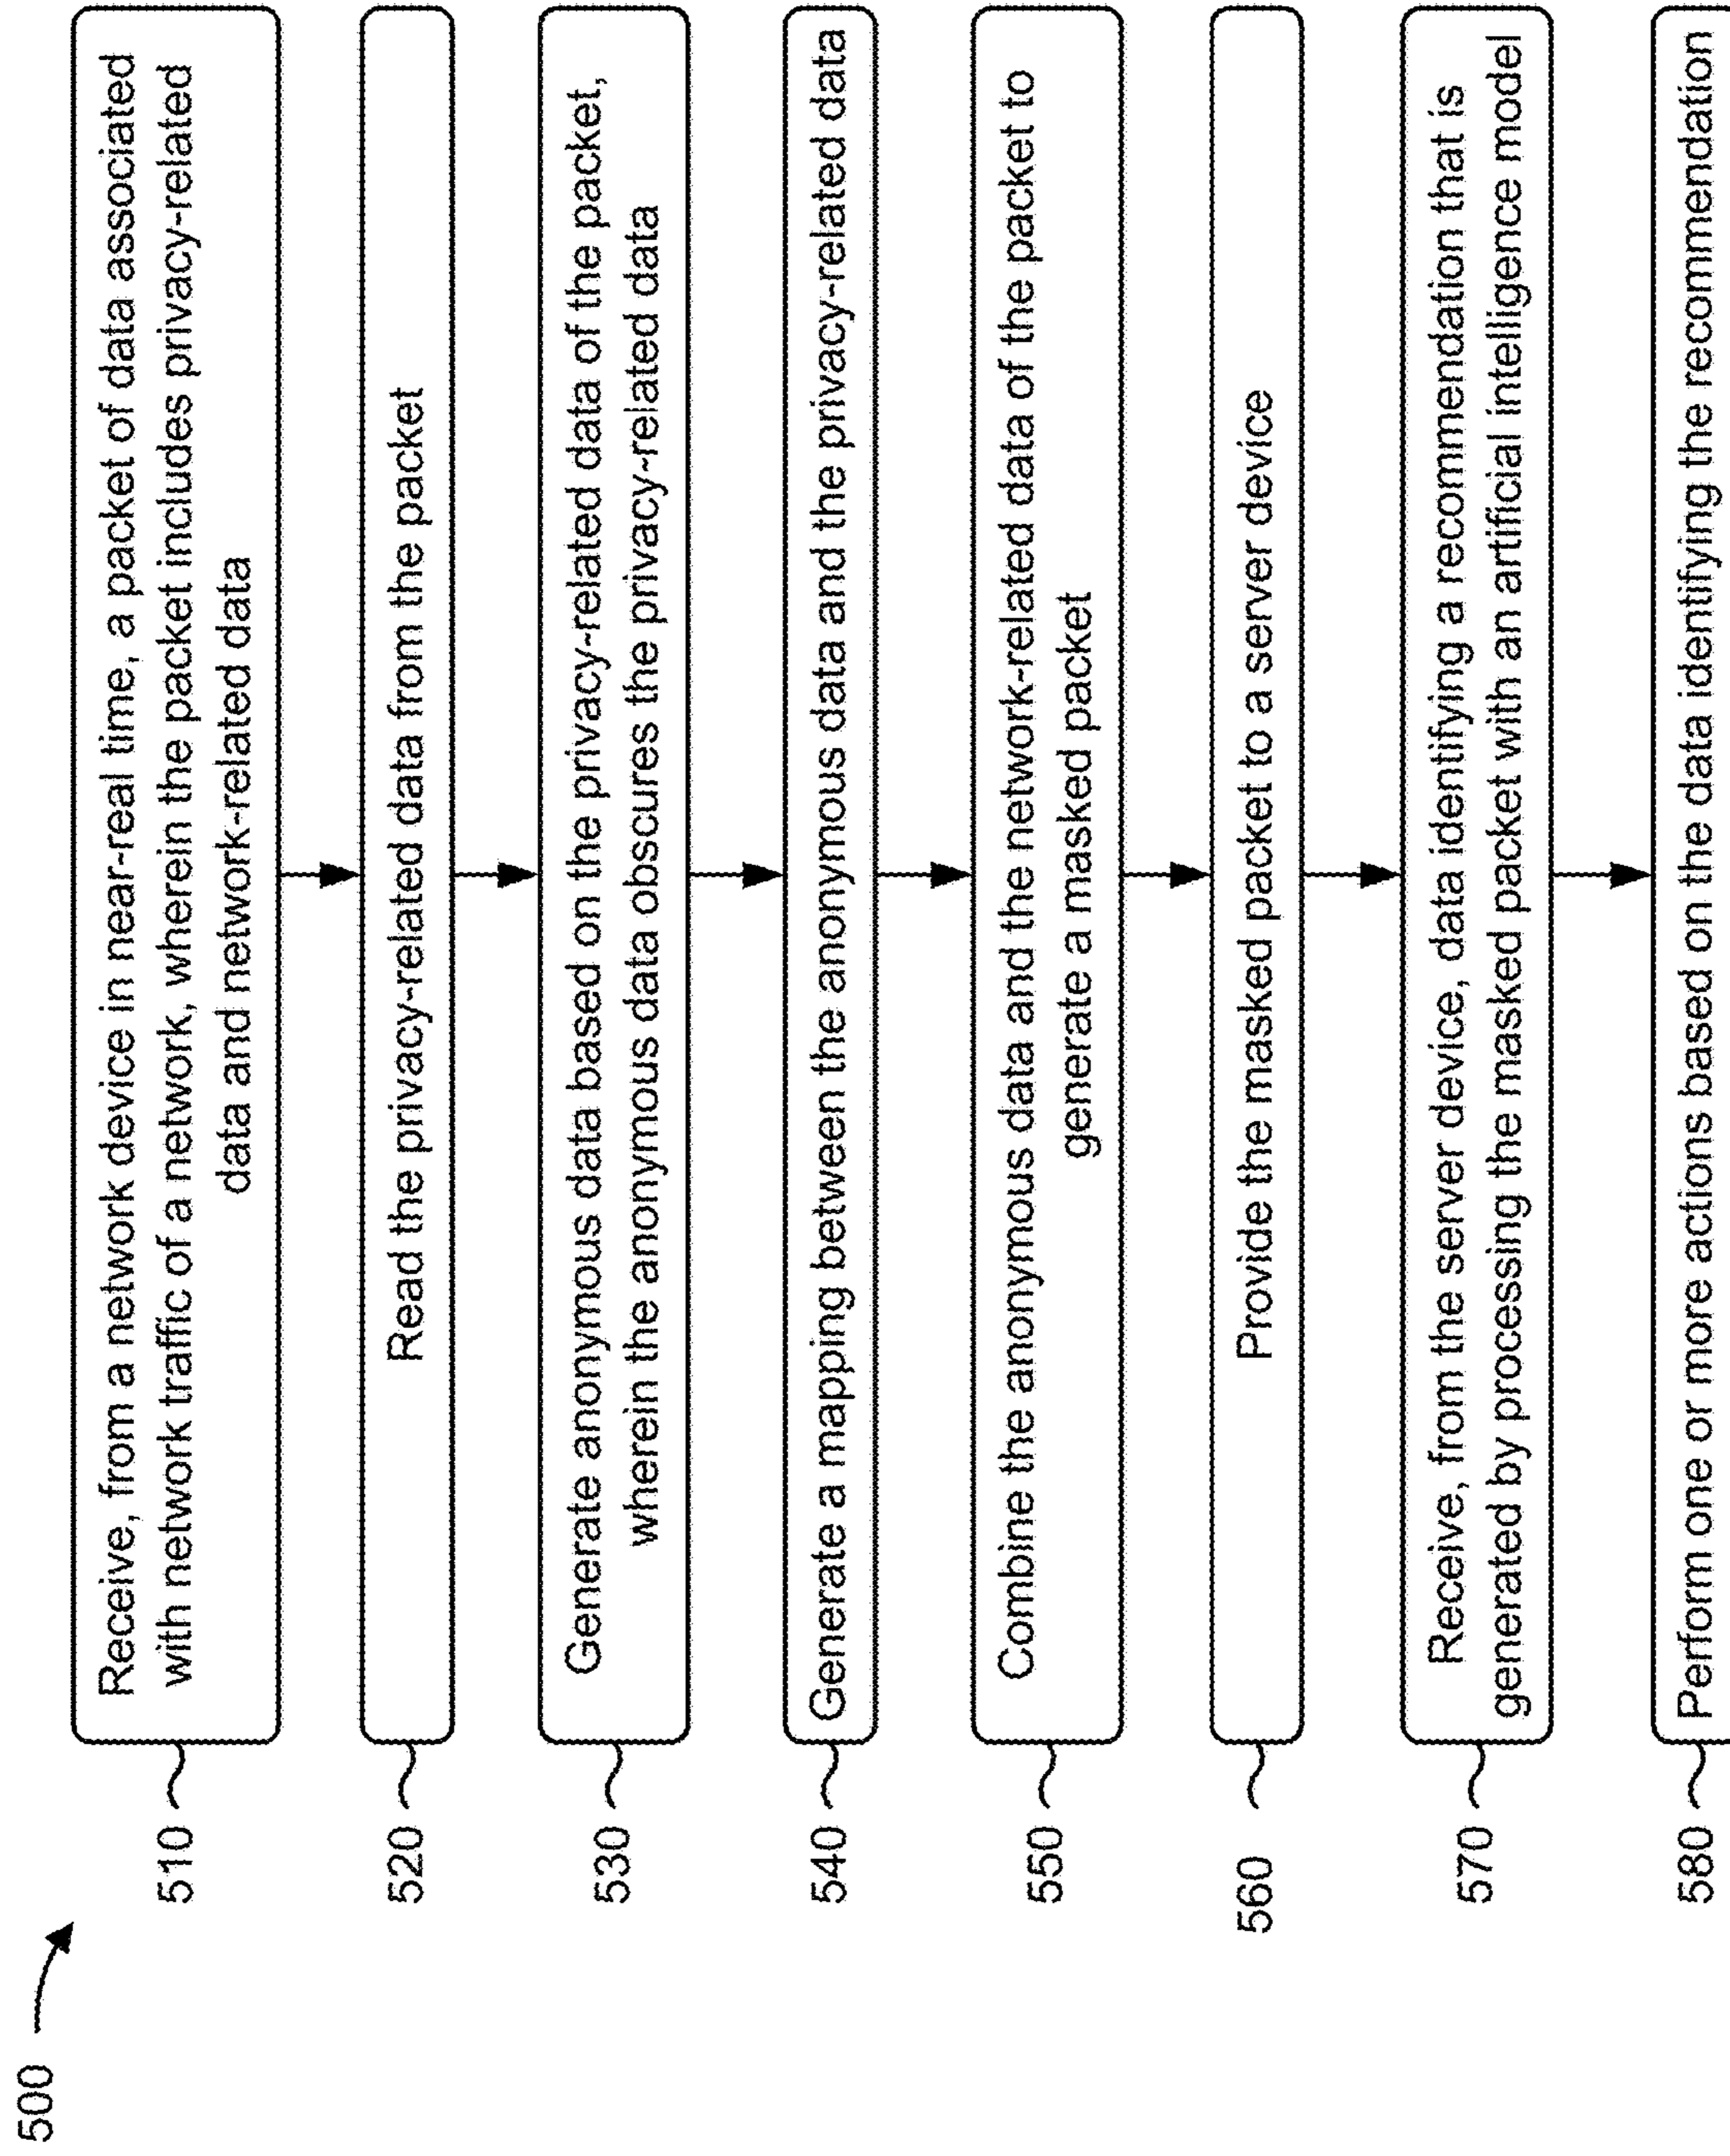 500
510
Receive, from a network device in near-real time, a packet of data associated
with network traffic of a network, wherein the packet includes privacy-related
data and network-related data
520
Read the privacy-related data from the packet
530
Generate anonymous data based on the privacy-related data of the packet,
wherein the anonymous data obscures the privacy-related data
540
Generate a mapping between the anonymous data and the privacy-related data
550
Combine the anonymous data and the network-related data of the packet to
generate a masked packet
560
Provide the masked packet to a server device
570
Receive, from the server device, data identifying a recommendation that is
generated by processing the masked packet with an artificial intelligence model
580
Perform one or more actions based on the data identifying the recommendation